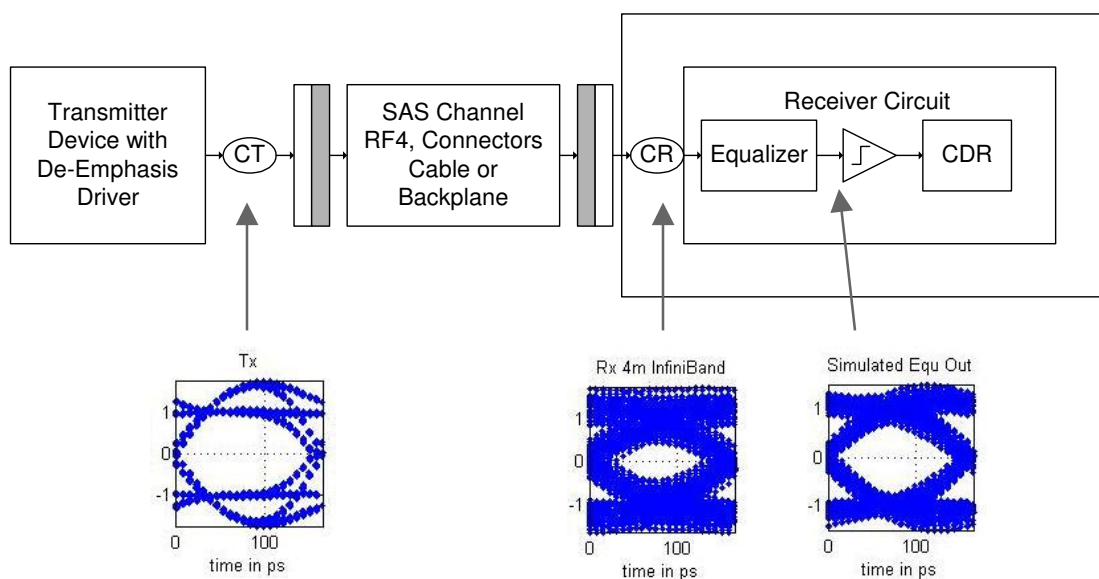 Transmitter
Device with
De-Emphasis
Driver
CT
SAS Channel
RF4, Connectors
Cable or
Backplane
CR
Receiver Circuit
Equalizer
CDR
Tx
1
0
-1
0
100
time in ps
Rx 4m InfiniBand
1
0
-1
0
100
time in ps
Simulated Equ Out
1
0
-1
0
100
time in ps